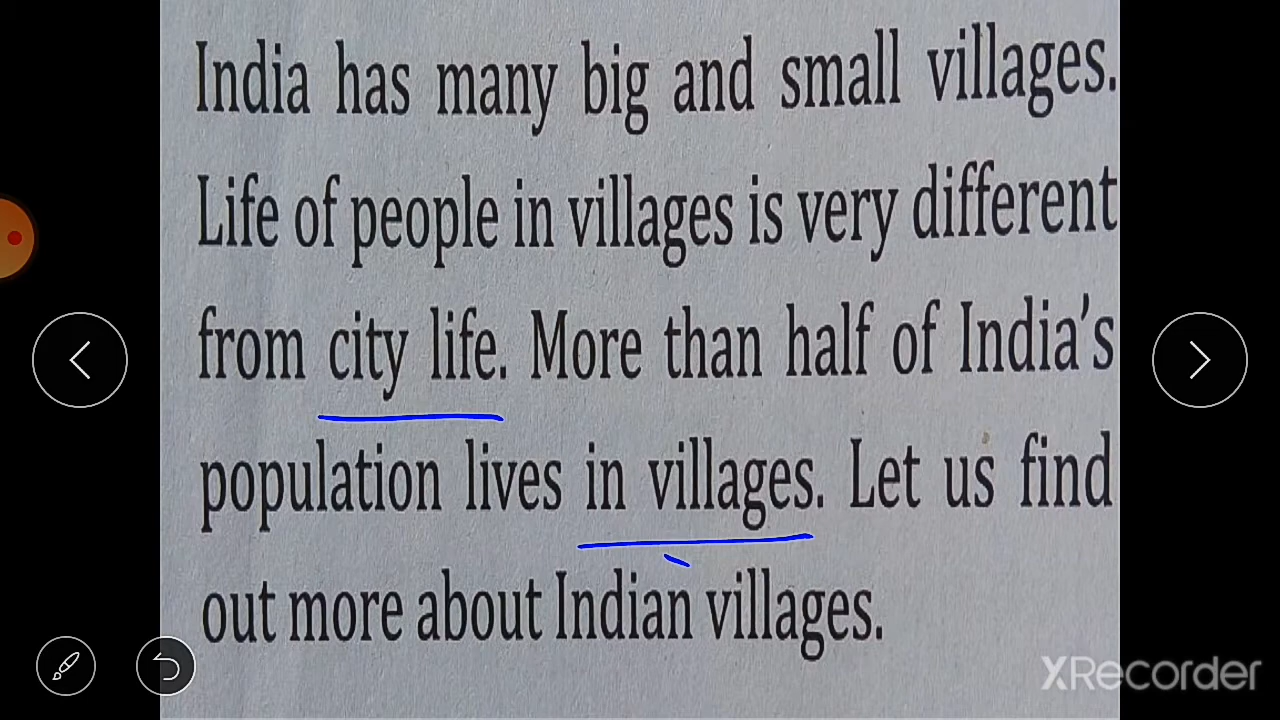 India has many big and small villages.
Life of people in villages is very different
from city life. More than half of India's
population lives in villages. Let us find
out more about Indian villages.
XRecorder